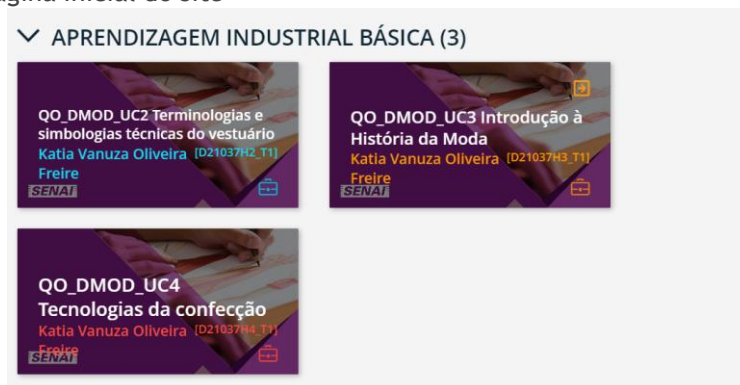 página inicial do site
APRENDIZAGEM INDUSTRIAL BÁSICA (3)
QO_DMOD_UC2 Terminologias e
simbologias técnicas do vestuário
Katia Vanuza Oliveira [D21037H2_T1]
Freire
SENAI
QO_DMOD_UC3 Introdução à
História da Moda
Katia Vanuza Oliveira [D21037H3_T1]
Freire
SENAI
QO_DMOD_UC4
Tecnologias da confecção
Katia Vanuza Oliveira [D21037H4_T1]
Freire
SENAI